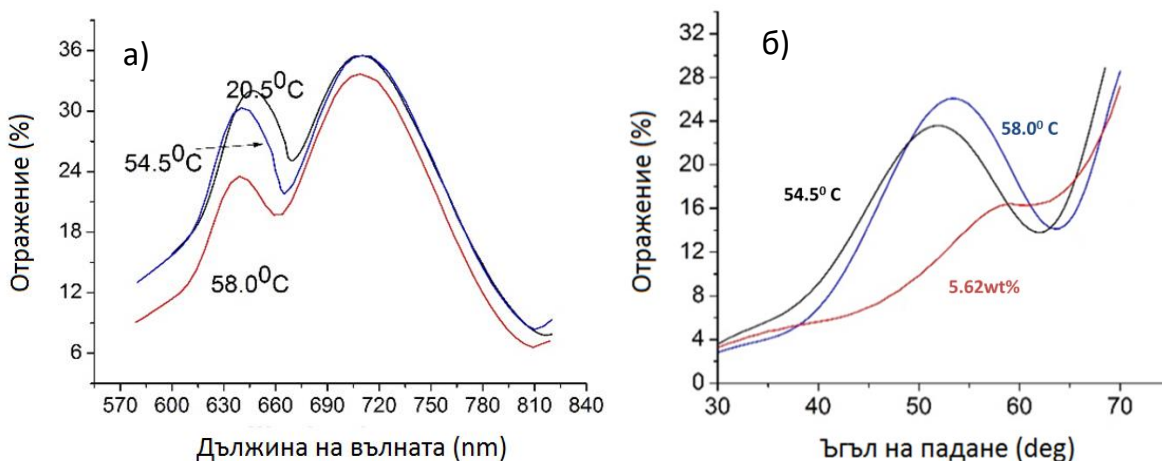 а)
36
30
24
18
12
6
Отражение (%)
20.5⁰C
54.5⁰C
58.0⁰C
570 600 630 660 690 720 750 780 810 840
Дължина на вълната (nm)
б)
32
28
24
20
16
12
8
4
0
Отражение (%)
58.0⁰ C
54.5⁰ C
5.62wt%
30 40 50 60 70
Ъгъл на падане (deg)